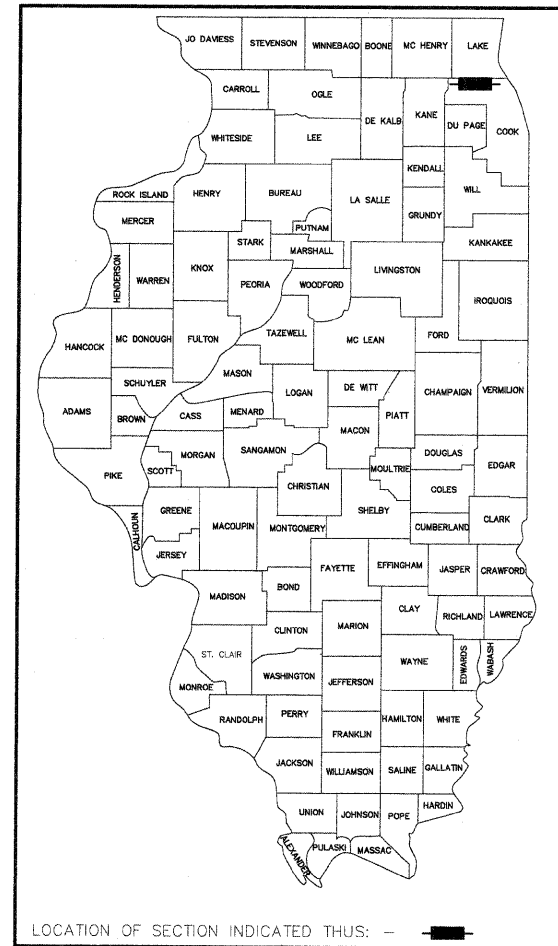 JO DAVIESS
STEVENSON
WINNEBAGO
BOONE
MC HENRY
LAKE
CARROLL
OGLE
DE KALB
KANE
DU PAGE
COOK
WHITESIDE
LEE
KENDALL
WILL
ROCK ISLAND
HENRY
BUREAU
LA SALLE
GRUNDY
MERCER
PUTNAM
STARK
MARSHALL
KANKAKEE
HENDERSON
WARREN
KNOX
PEORIA
WOODFORD
LIVINGSTON
IROQUOIS
TAZEWELL
FORD
HANCOCK
MC DONOUGH
FULTON
MC LEAN
MASON
SCHUYLER
LOGAN
DE WITT
CHAMPAIGN
VERMILION
ADAMS
BROWN
CASS
MENARD
MACON
PIATT
PIKE
SCOTT
MORGAN
SANGAMON
MOULTRIE
DOUGLAS
EDGAR
CHRISTIAN
COLES
CALHOUN
GREENE
MACOUPIN
MONTGOMERY
SHELBY
CUMBERLAND
CLARK
JERSEY
FAYETTE
EFFINGHAM
JASPER
CRAWFORD
MADISON
BOND
CLAY
RICHLAND
LAWRENCE
CLINTON
MARION
ST. CLAIR
WAYNE
EDWARDS
WABASH
WASHINGTON
JEFFERSON
MONROE
RANDOLPH
PERRY
HAMILTON
WHITE
FRANKLIN
JACKSON
WILLIAMSON
SALINE
GALLATIN
UNION
JOHNSON
POPE
HARDIN
ALEXANDER
PULASKI
MASSAC
LOCATION OF SECTION INDICATED THUS: –